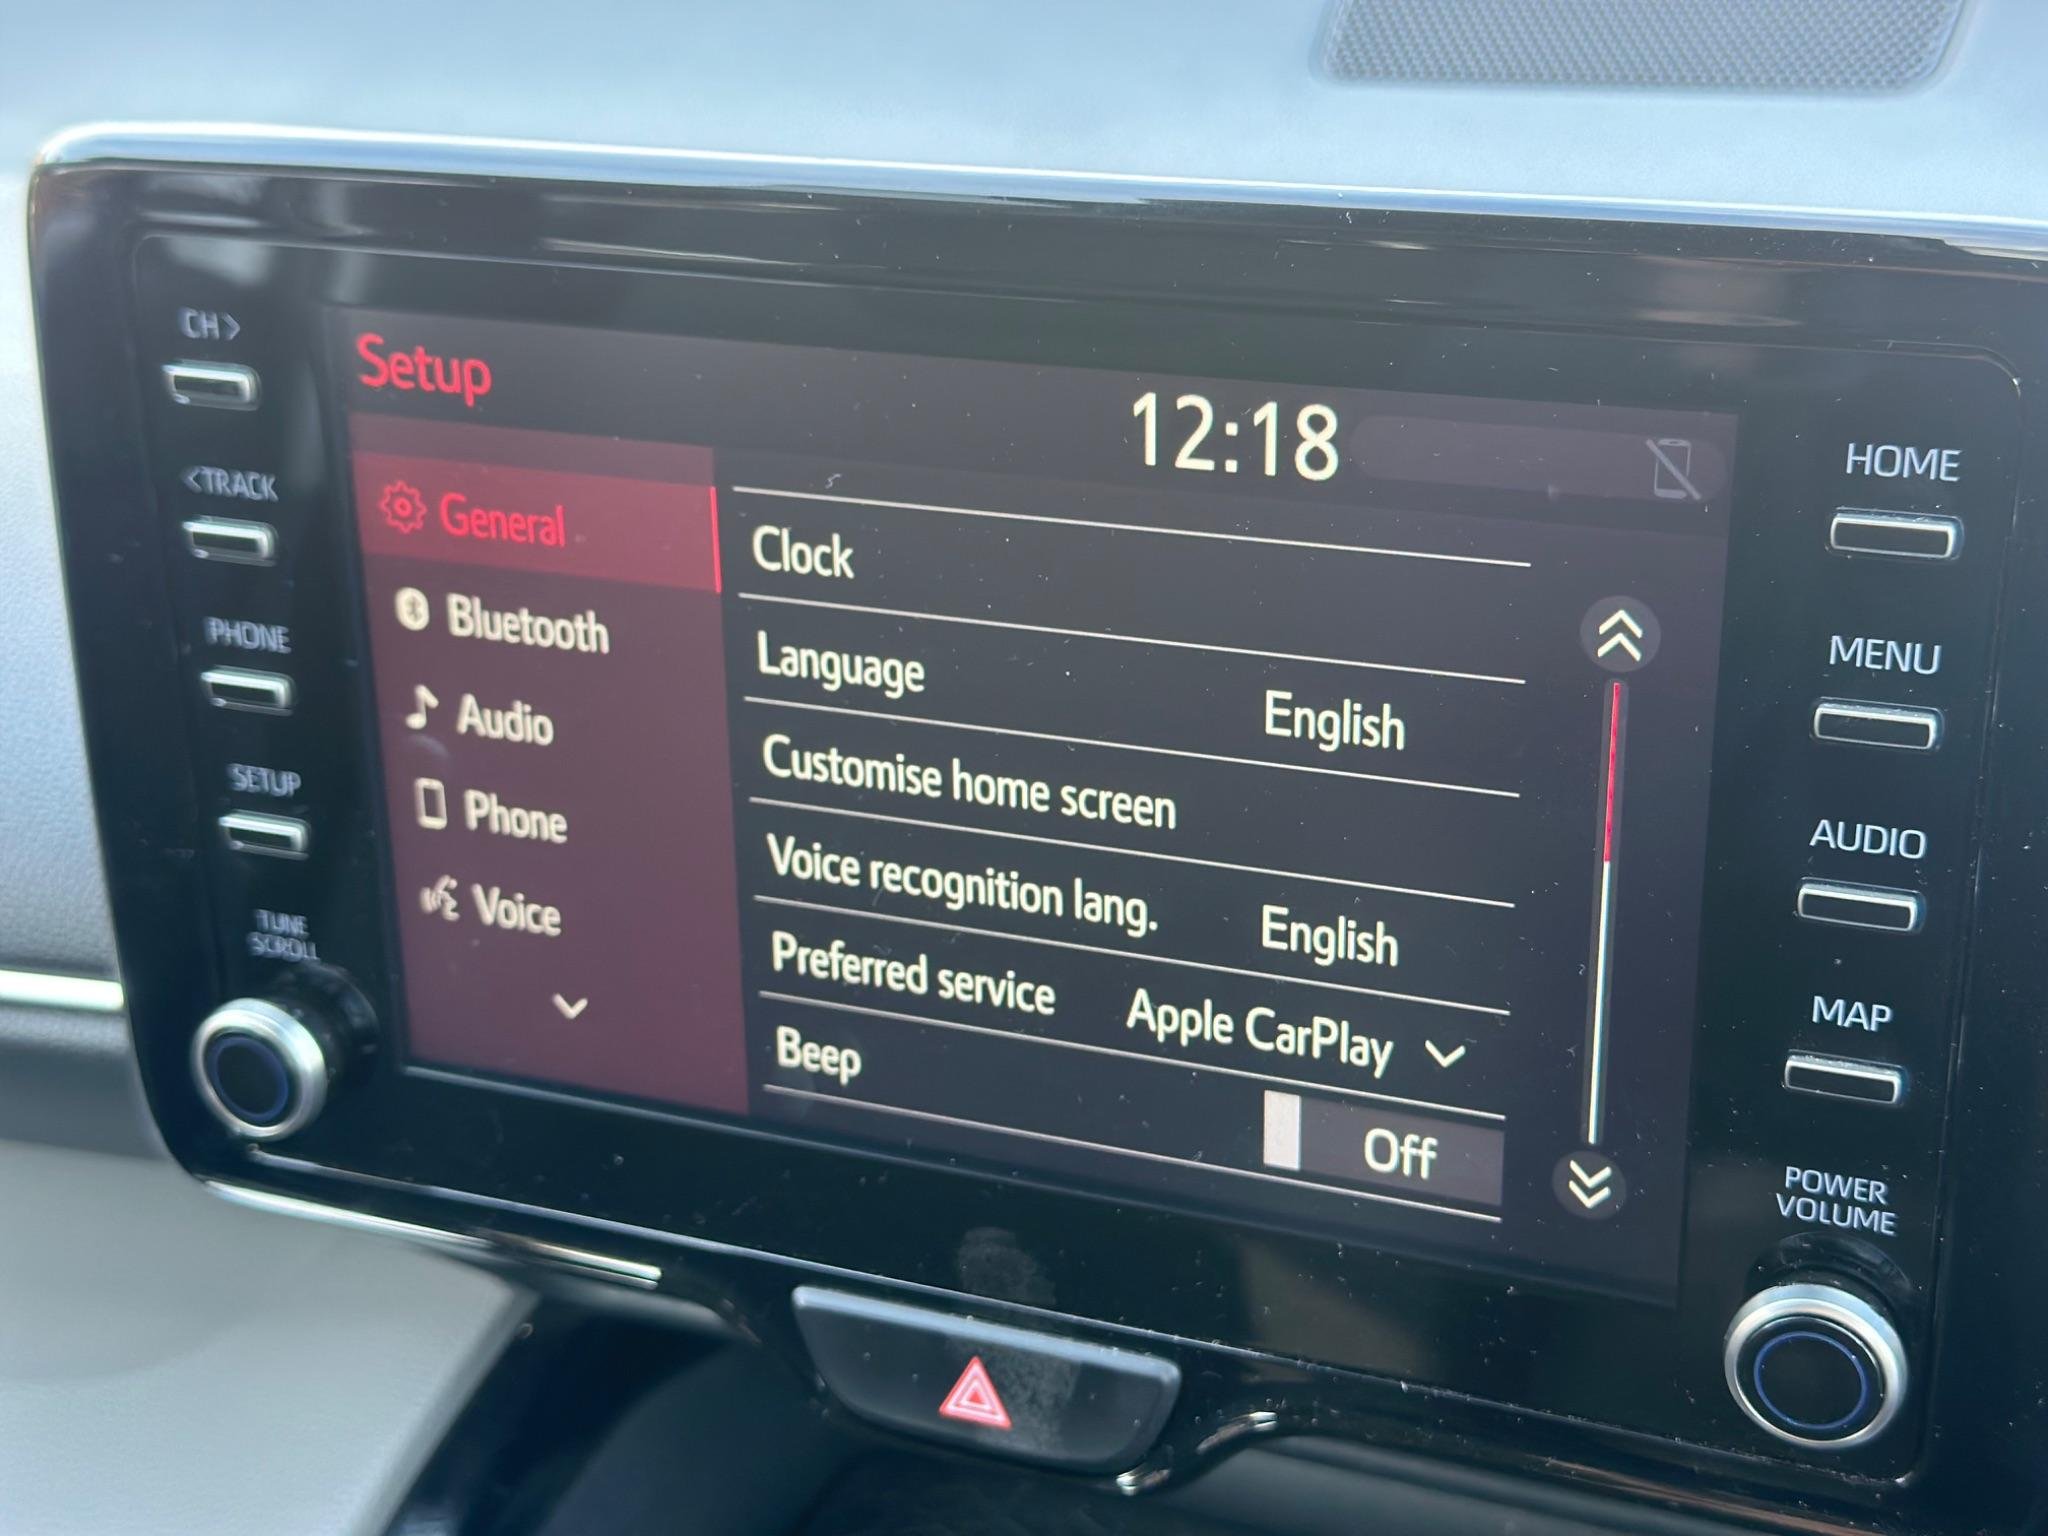 CH>
<TRACK
PHONE
SETUP
TUNE
SCROLL
Setup
12:18
General
Bluetooth
Audio
Phone
Voice
Clock
Language English
Customise home screen
Voice recognition lang. English
Preferred service Apple CarPlay
Beep Off
HOME
MENU
AUDIO
MAP
POWER
VOLUME